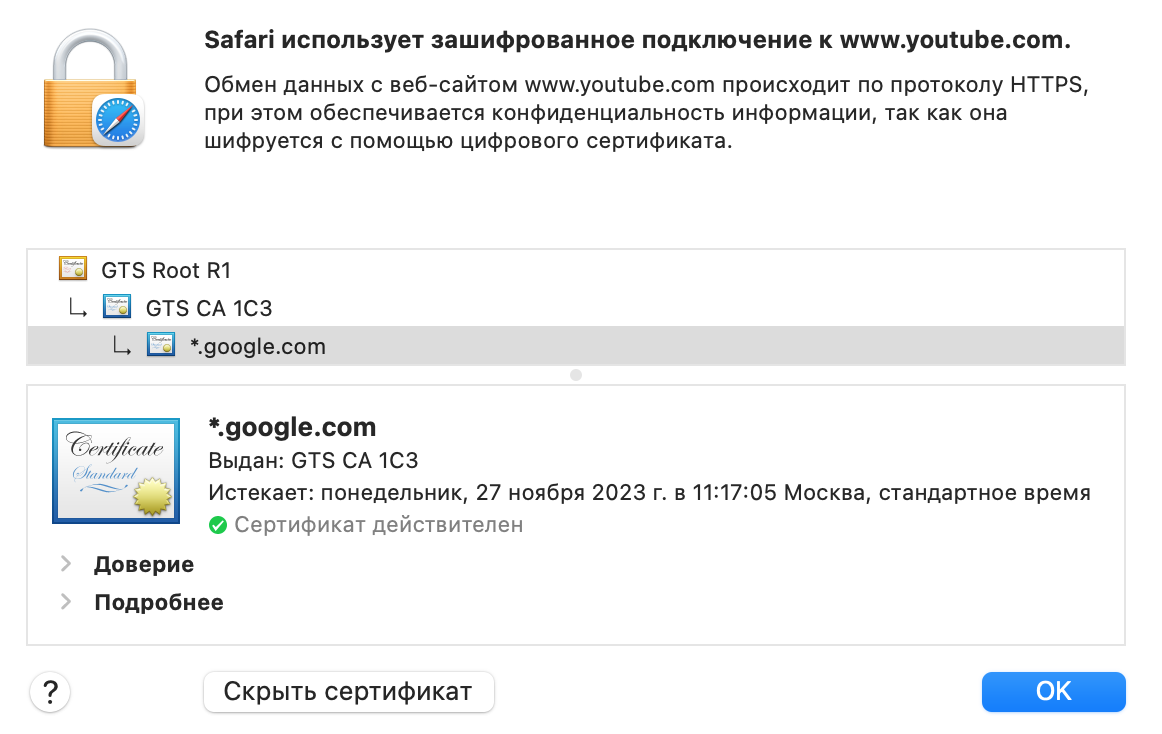 Safari использует зашифрованное подключение к www.youtube.com.
Обмен данных с веб-сайтом www.youtube.com происходит по протоколу HTTPS,
при этом обеспечивается конфиденциальность информации, так как она
шифруется с помощью цифрового сертификата.
GTS Root R1
GTS CA 1C3
*.google.com
Certificate
Standard
*.google.com
Выдан: GTS CA 1C3
Истекает: понедельник, 27 ноября 2023 г. в 11:17:05 Москва, стандартное время
Сертификат действителен
Доверие
Подробнее
?
Скрыть сертификат
OK